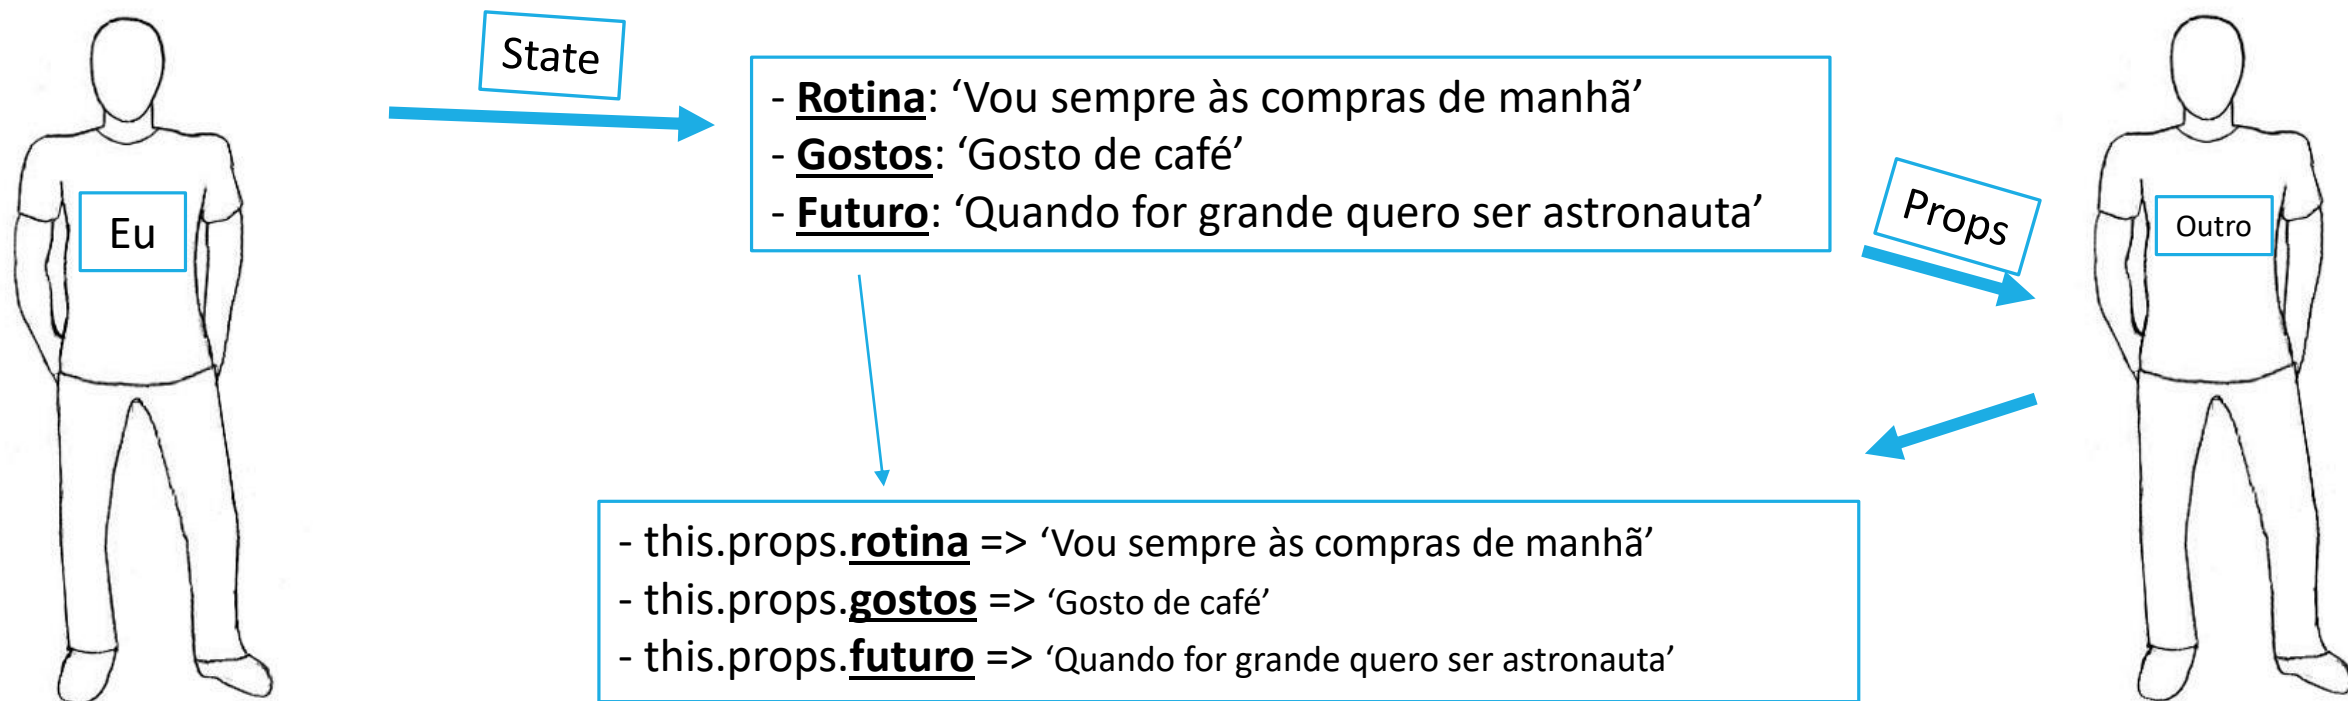 State
- Rotina: ‘Vou sempre às compras de manhã’
- Gostos: ‘Gosto de café’
- Futuro: ‘Quando for grande quero ser astronauta’
Props
Eu
Outro
- this.props.rotina => ‘Vou sempre às compras de manhã’
- this.props.gostos => ‘Gosto de café’
- this.props.futuro => ‘Quando for grande quero ser astronauta’